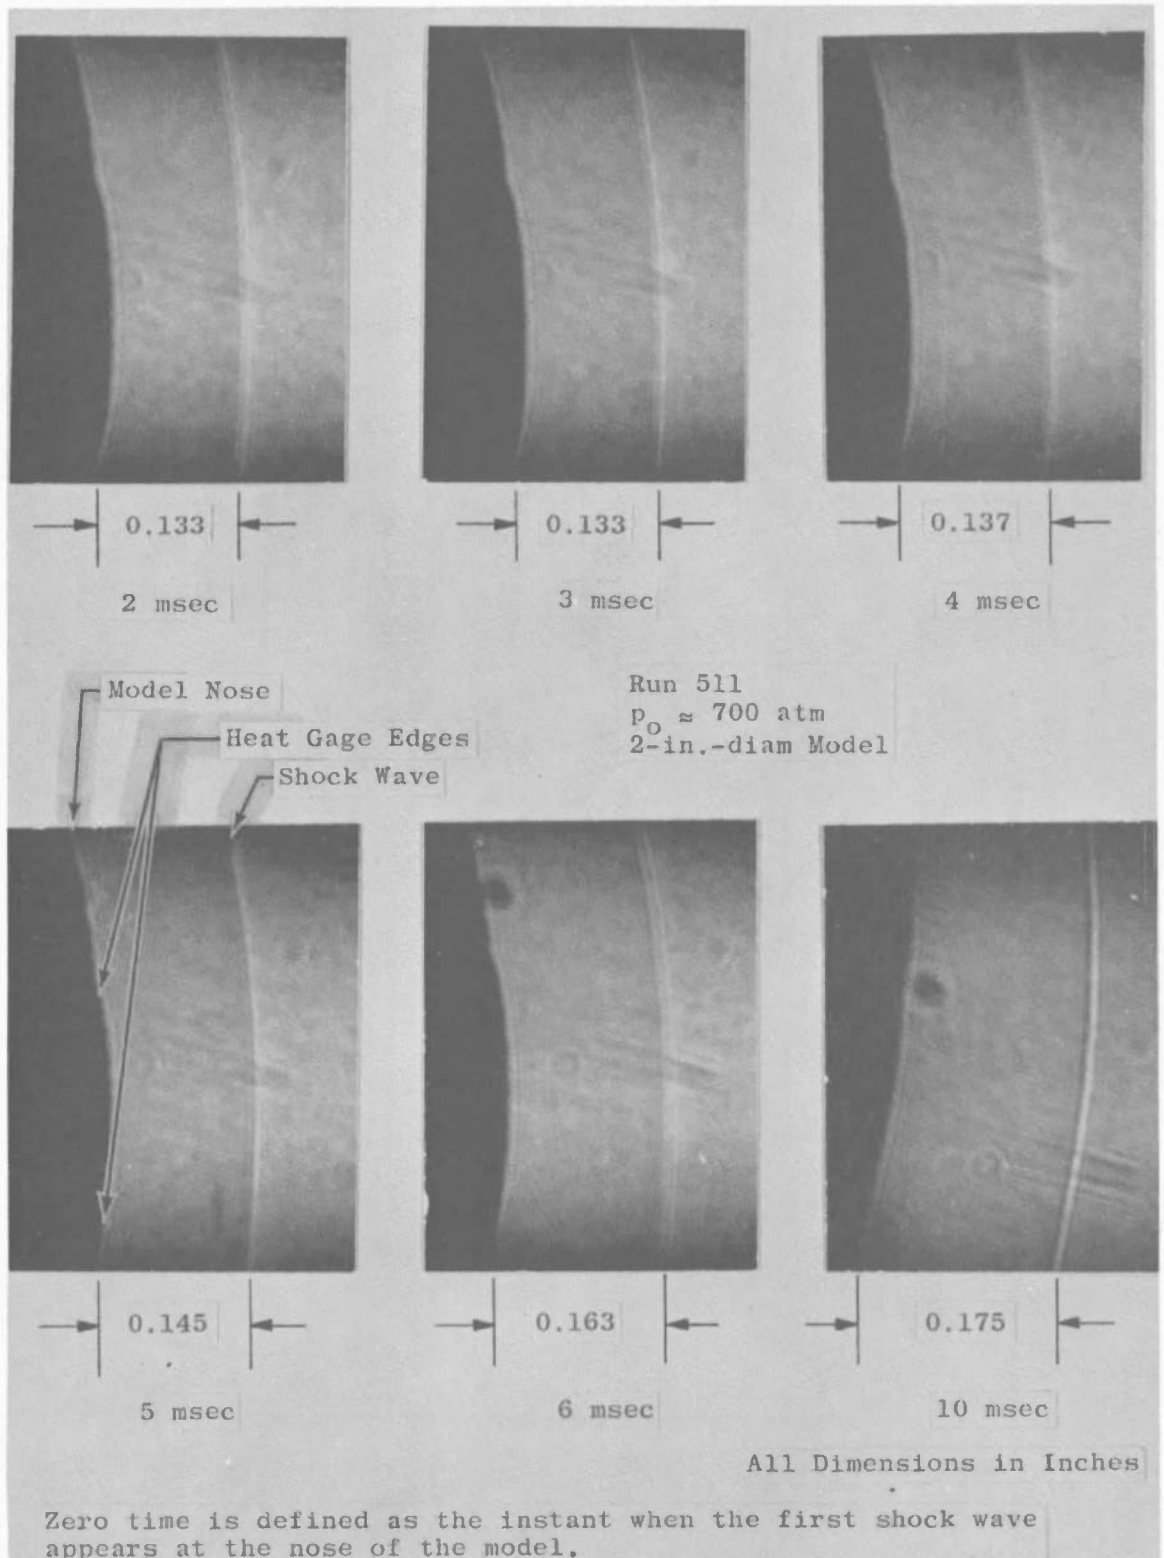 0.133
0.133
0.137
2 msec
3 msec
4 msec
Model Nose
Heat Gage Edges
Shock Wave
Run 511
po ≈ 700 atm
2-in.-diam Model
0.145
0.163
0.175
5 msec
6 msec
10 msec
All Dimensions in Inches
Zero time is defined as the instant when the first shock wave
appears at the nose of the model.